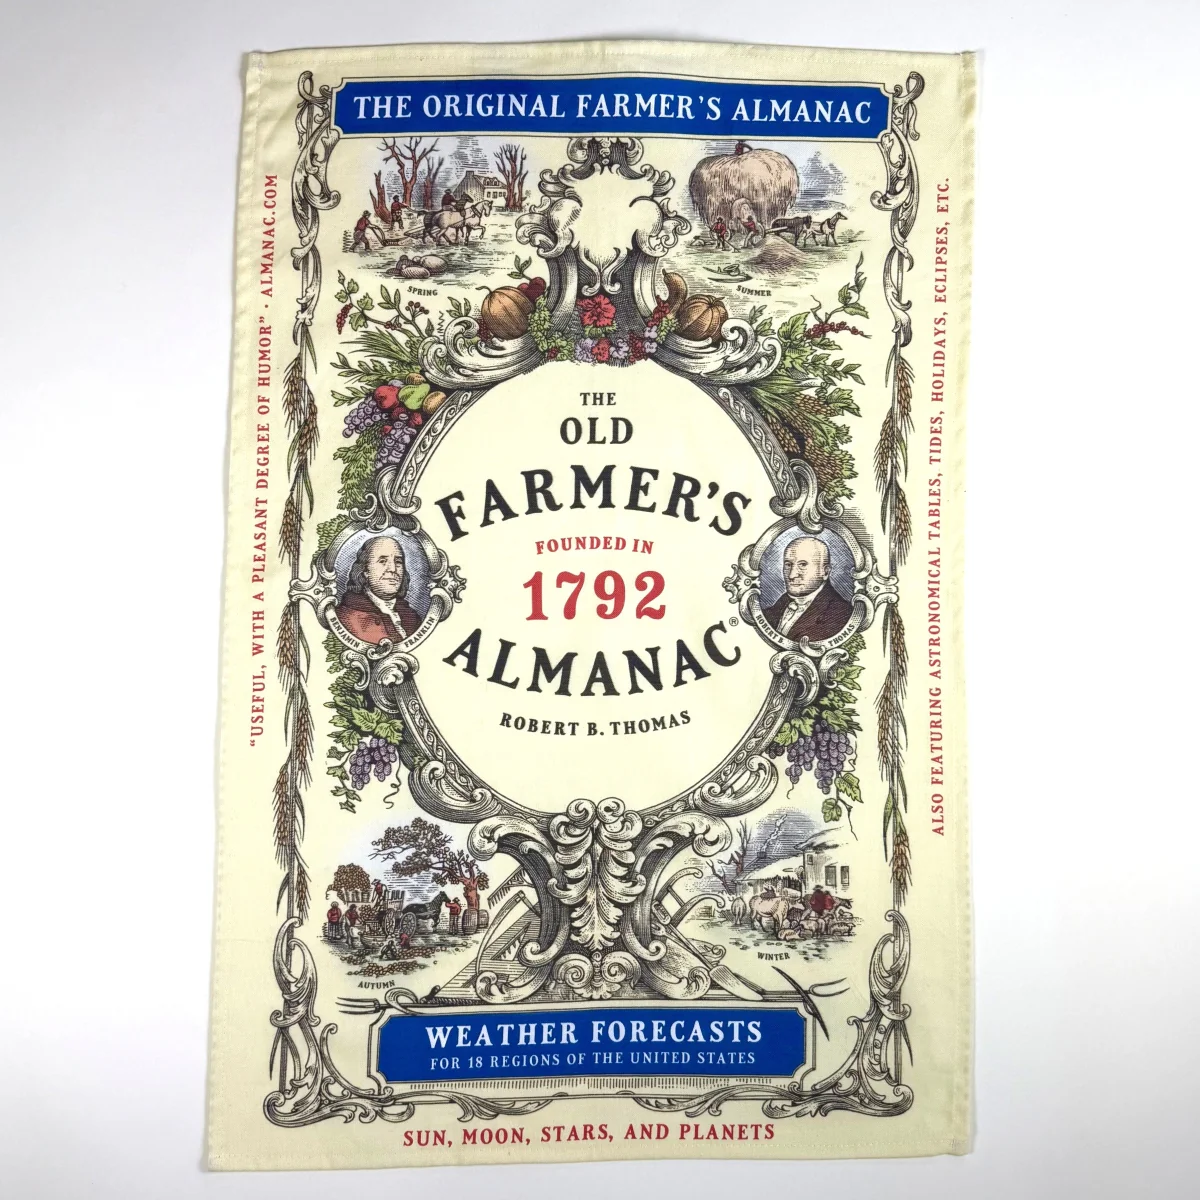 THE ORIGINAL FARMER'S ALMANAC
SPRING
SUMMER
"USEFUL, WITH A PLEASANT DEGREE OF HUMOR" · ALMANAC.COM
THE
OLD
FARMER'S
FOUNDED IN
1792
ALMANAC®
ROBERT B. THOMAS
BENJAMIN FRANKLIN
ROBERT B. THOMAS
ALSO FEATURING ASTRONOMICAL TABLES, TIDES, HOLIDAYS, ECLIPSES, ETC.
AUTUMN
WINTER
WEATHER FORECASTS
FOR 18 REGIONS OF THE UNITED STATES
SUN, MOON, STARS, AND PLANETS